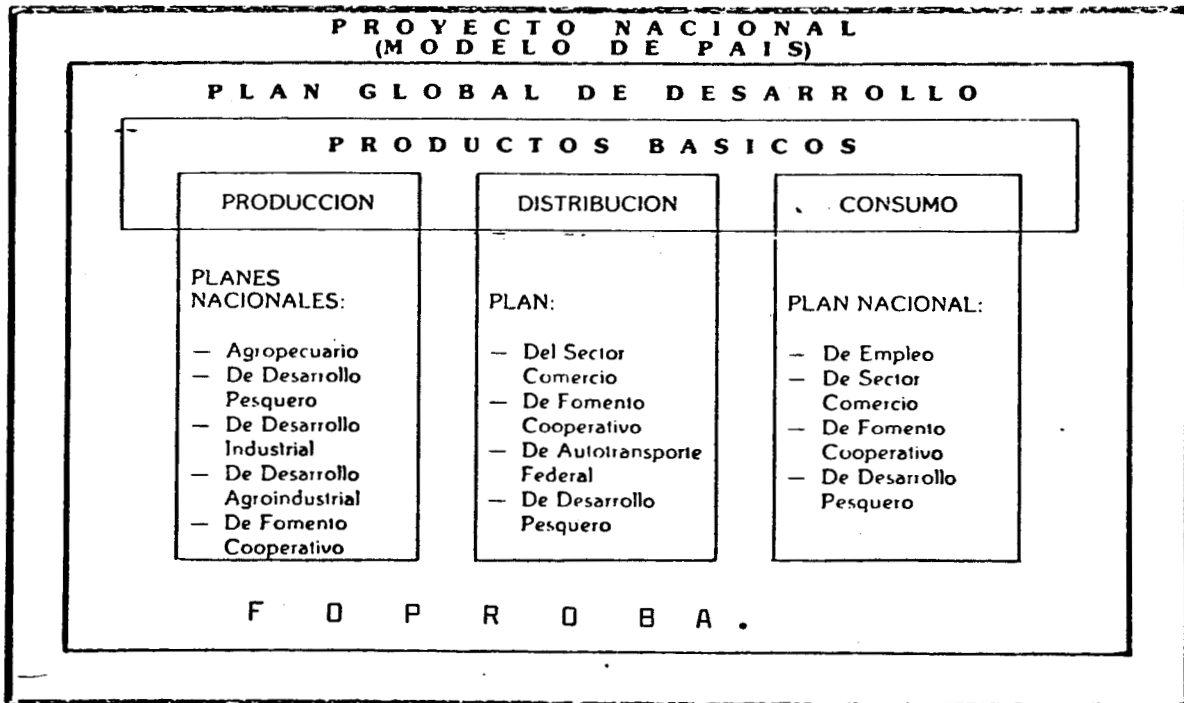 PROYECTO NACIONAL
(MODELO DE PAIS)
PLAN GLOBAL DE DESARROLLO
PRODUCTOS BASICOS
PRODUCCION
PLANES
NACIONALES:
— Agropecuario
— De Desarrollo
Pesquero
— De Desarrollo
Industrial
— De Desarrollo
Agroindustrial
— De Fomento
Cooperativo
DISTRIBUCION
PLAN:
— Del Sector
Comercio
— De Fomento
Cooperativo
— De Autotransporte
Federal
— De Desarrollo
Pesquero
CONSUMO
PLAN NACIONAL:
— De Empleo
— De Sector
Comercio
— De Fomento
Cooperativo
— De Desarrollo
Pesquero
FOPROBA.